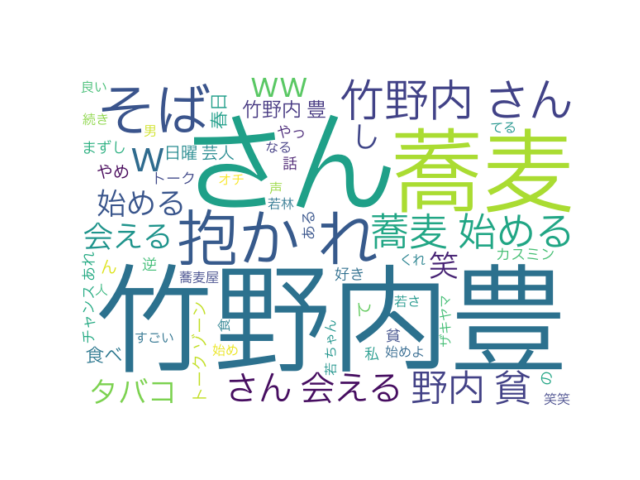 良い
そば
ww
竹野内 さん
続き
男
春日
竹野内 豊
さん
やっ
し
蕎麦
てる
まずし
w
日曜 芸人
なる
話
やめ
トーク
オチ
声
若林
始める
抱か れ
ある
蕎麦 始める
会える
ん
逆
蕎麦屋
好き
くれ
笑
カスミン
チャンス あれ
人
竹野内豊
トーク ゾーン
すごい
食
て
若さ
ザキヤマ
食べ
始め
若 ちゃん
私
貧
始めよ
の
タバコ
さん 会える
野内 貧
笑笑